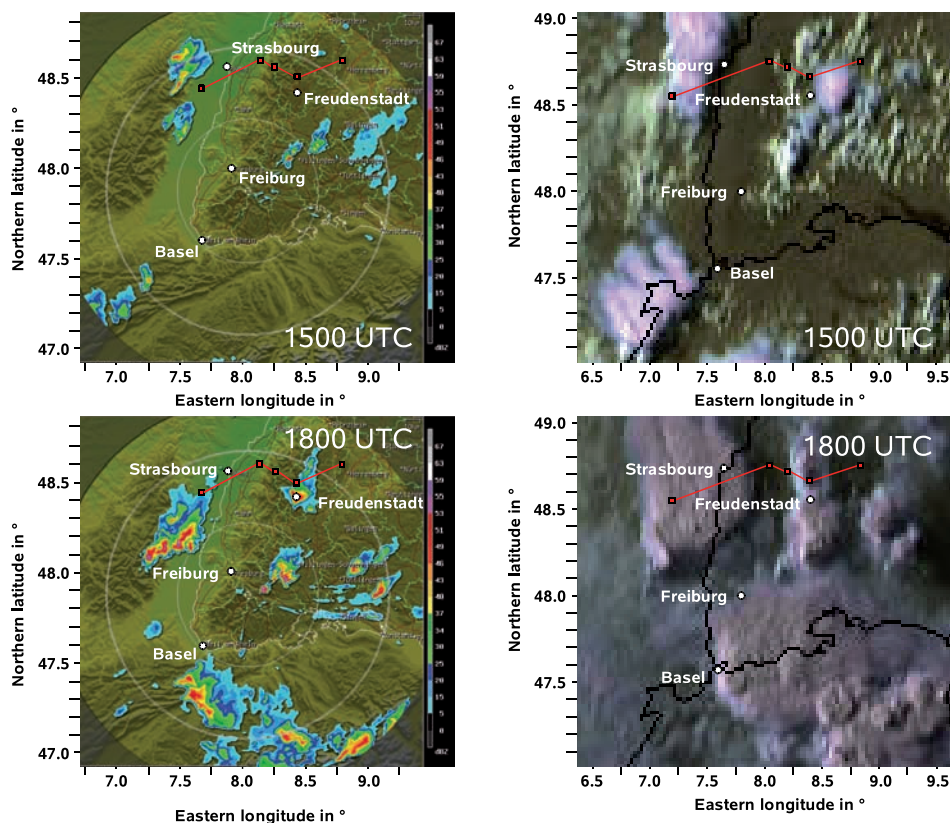 49.0
Strasbourg
48.5
Freudenstadt
48.0
Freiburg
47.5
Basel
47.0
Northern latitude in °
1500 UTC
7.0 7.5 8.0 8.5 9.0
Eastern longitude in °
67
63
59
55
53
51
49
46
43
40
37
34
30
28
20
15
5
0
dBZ
Strasbourg
Freudenstadt
48.5
48.0
Freiburg
Basel
47.5
Northern latitude in °
1500 UTC
6.5 7.0 7.5 8.0 8.5 9.0 9.5
Eastern longitude in °
1800 UTC
Strasbourg
48.5
Freudenstadt
48.0
Freiburg
Basel
47.5
47.0
Northern latitude in °
7.0 7.5 8.0 8.5 9.0
Eastern longitude in °
49.0
1800 UTC
Strasbourg
Freudenstadt
48.5
48.0
Freiburg
Basel
47.5
Northern latitude in °
6.5 7.0 7.5 8.0 8.5 9.0 9.5
Eastern longitude in °